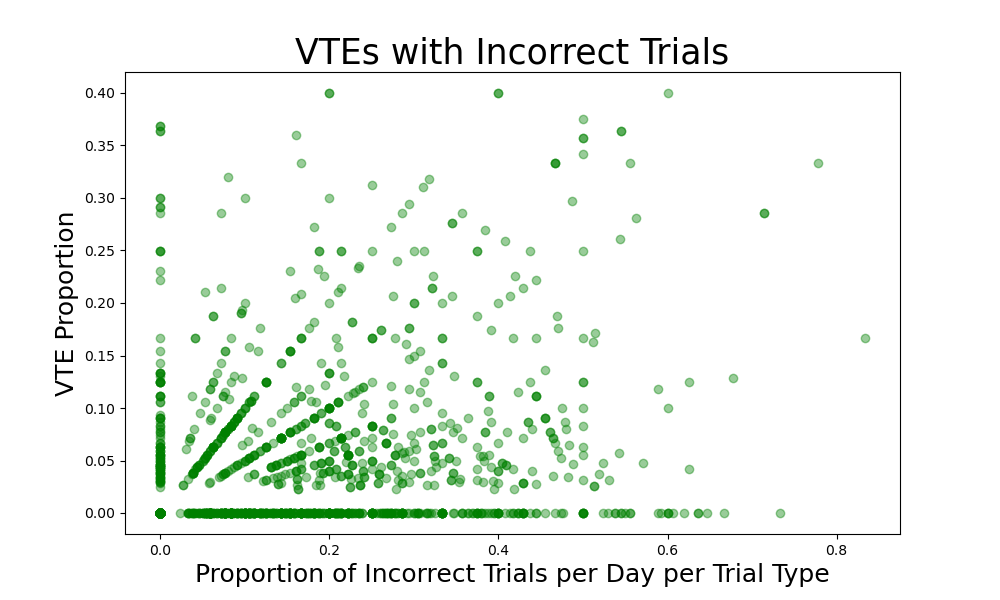 VTEs with Incorrect Trials
0.40
0.35
0.30
0.25
0.20
0.15
0.10
0.05
0.00
VTE Proportion
0.0 0.2 0.4 0.6 0.8
Proportion of Incorrect Trials per Day per Trial Type